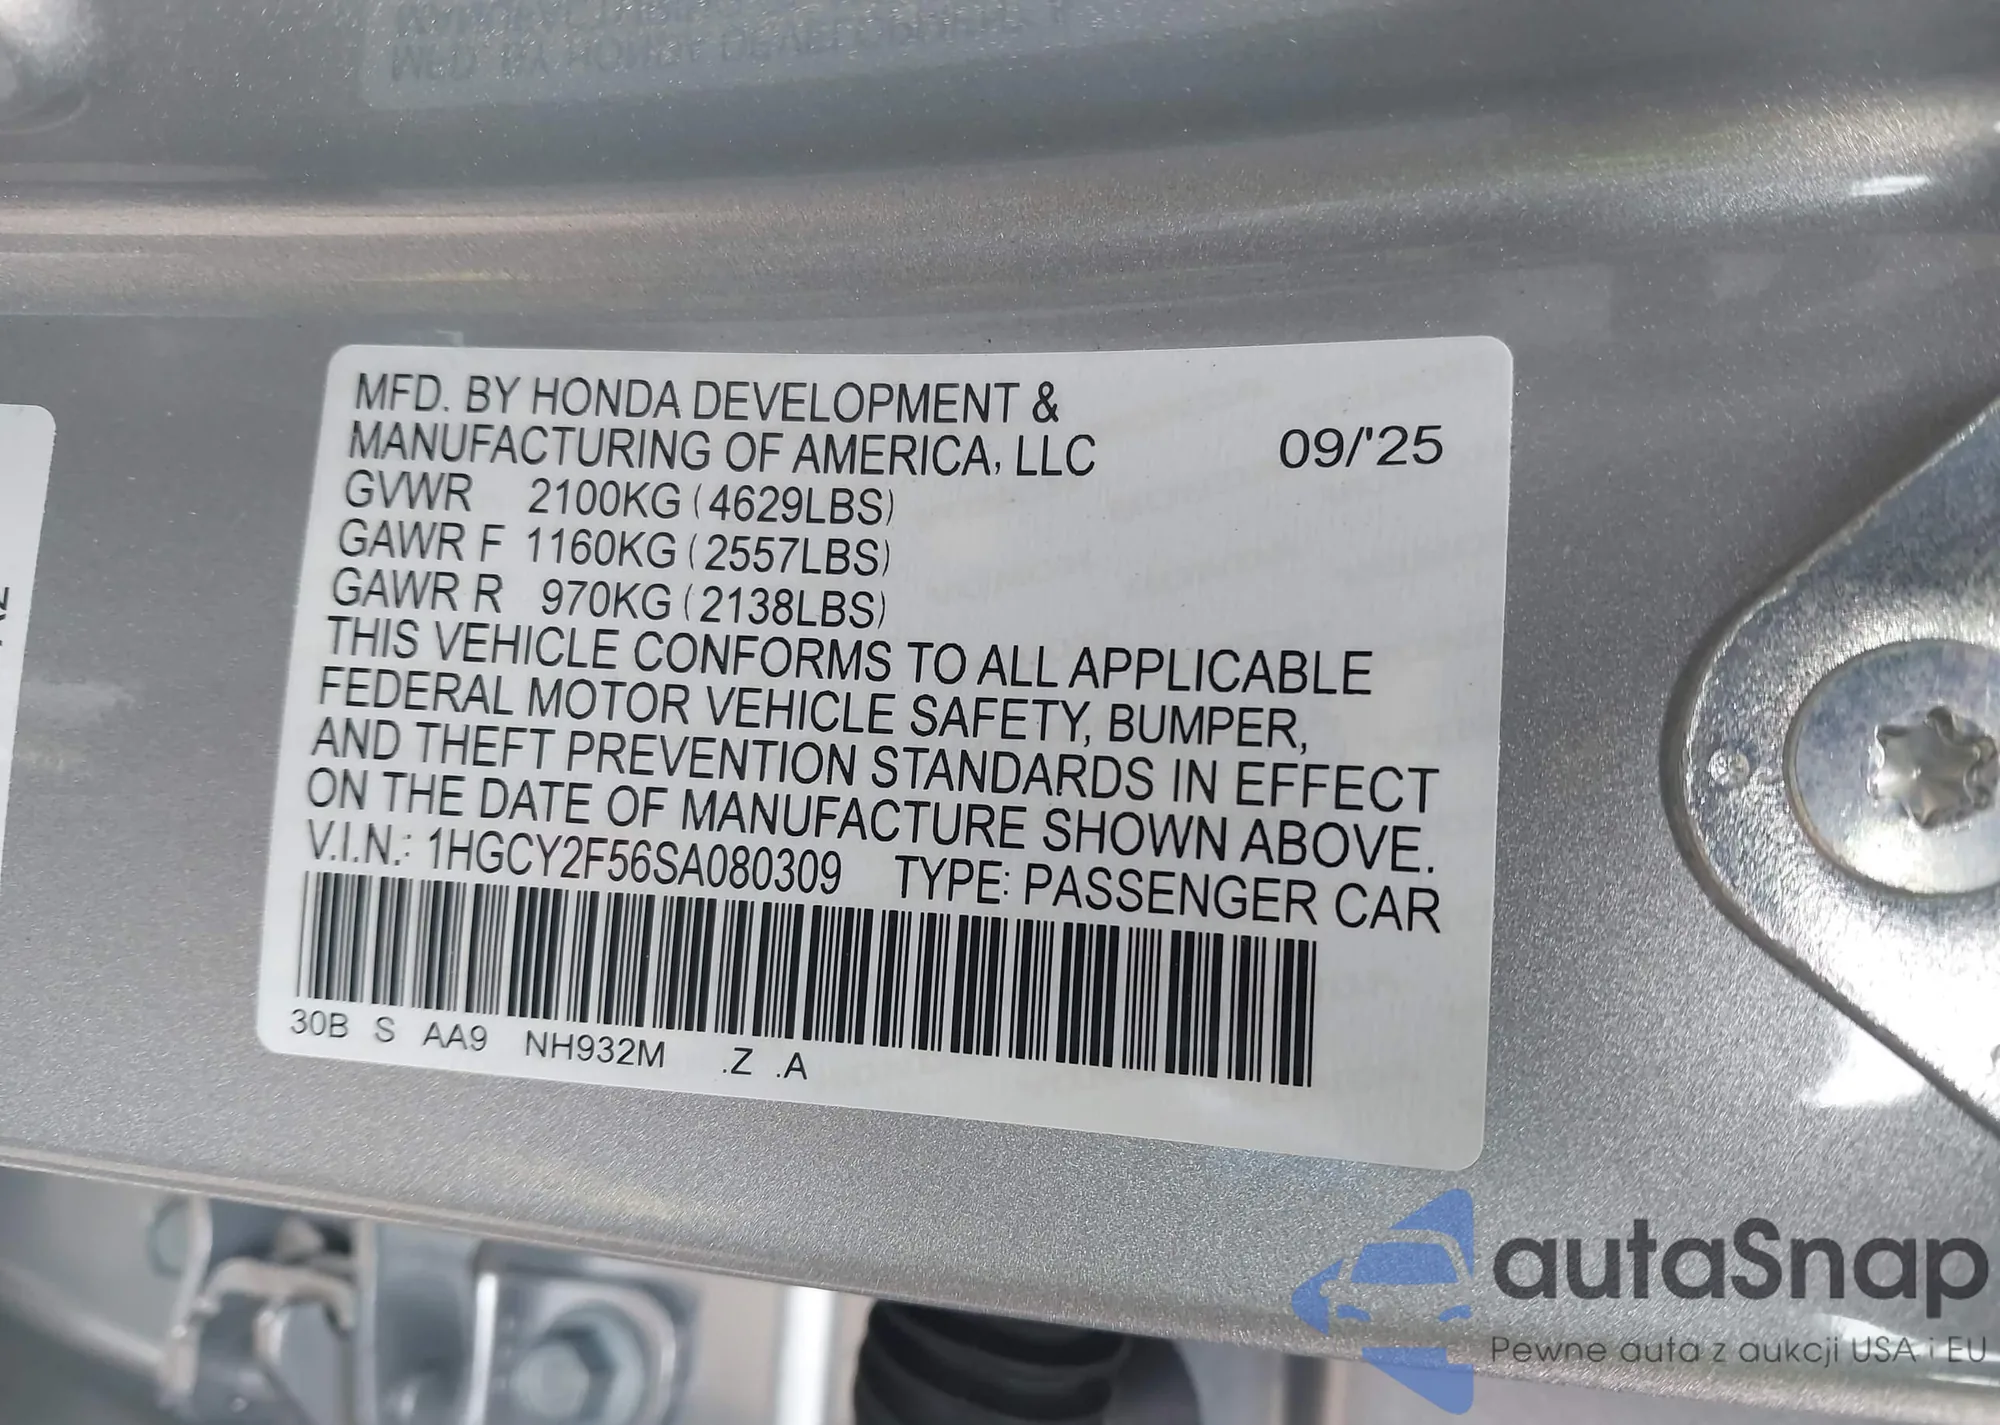 MFD. BY HONDA DEVELOPMENT &
MANUFACTURING OF AMERICA, LLC 09/'25
GVWR 2100KG (4629LBS)
GAWR F 1160KG (2557LBS)
GAWR R 970KG (2138LBS)
THIS VEHICLE CONFORMS TO ALL APPLICABLE
FEDERAL MOTOR VEHICLE SAFETY, BUMPER,
AND THEFT PREVENTION STANDARDS IN EFFECT
ON THE DATE OF MANUFACTURE SHOWN ABOVE.
V.I.N.: 1HGCY2F56SA080309 TYPE: PASSENGER CAR
30B S AA9 NH932M .Z .A
autaSnap
Pewne auta z aukcji USA i EU